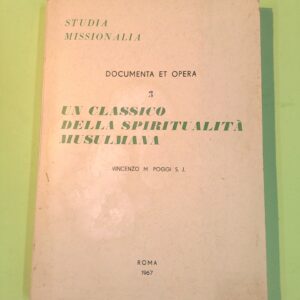 STUDIA
MISSIONALIA
DOCUMENTA ET OPERA
3
UN CLASSICO
DELLA SPIRITUALITÀ
MUSULMANA
VINCENZO M. POGGI S. J.
ROMA
1967